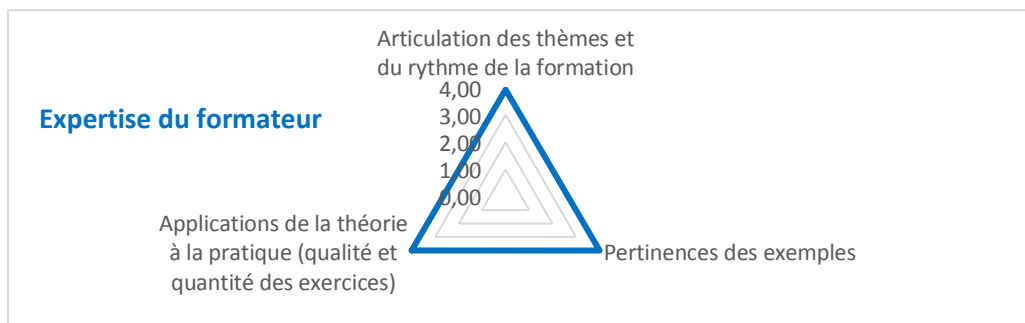 Articulation des thèmes et
du rythme de la formation
4,00
Expertise du formateur
3,00
2,00
1,00
0,00
Applications de la théorie
à la pratique (qualité et
quantité des exercices)
Pertinences des exemples